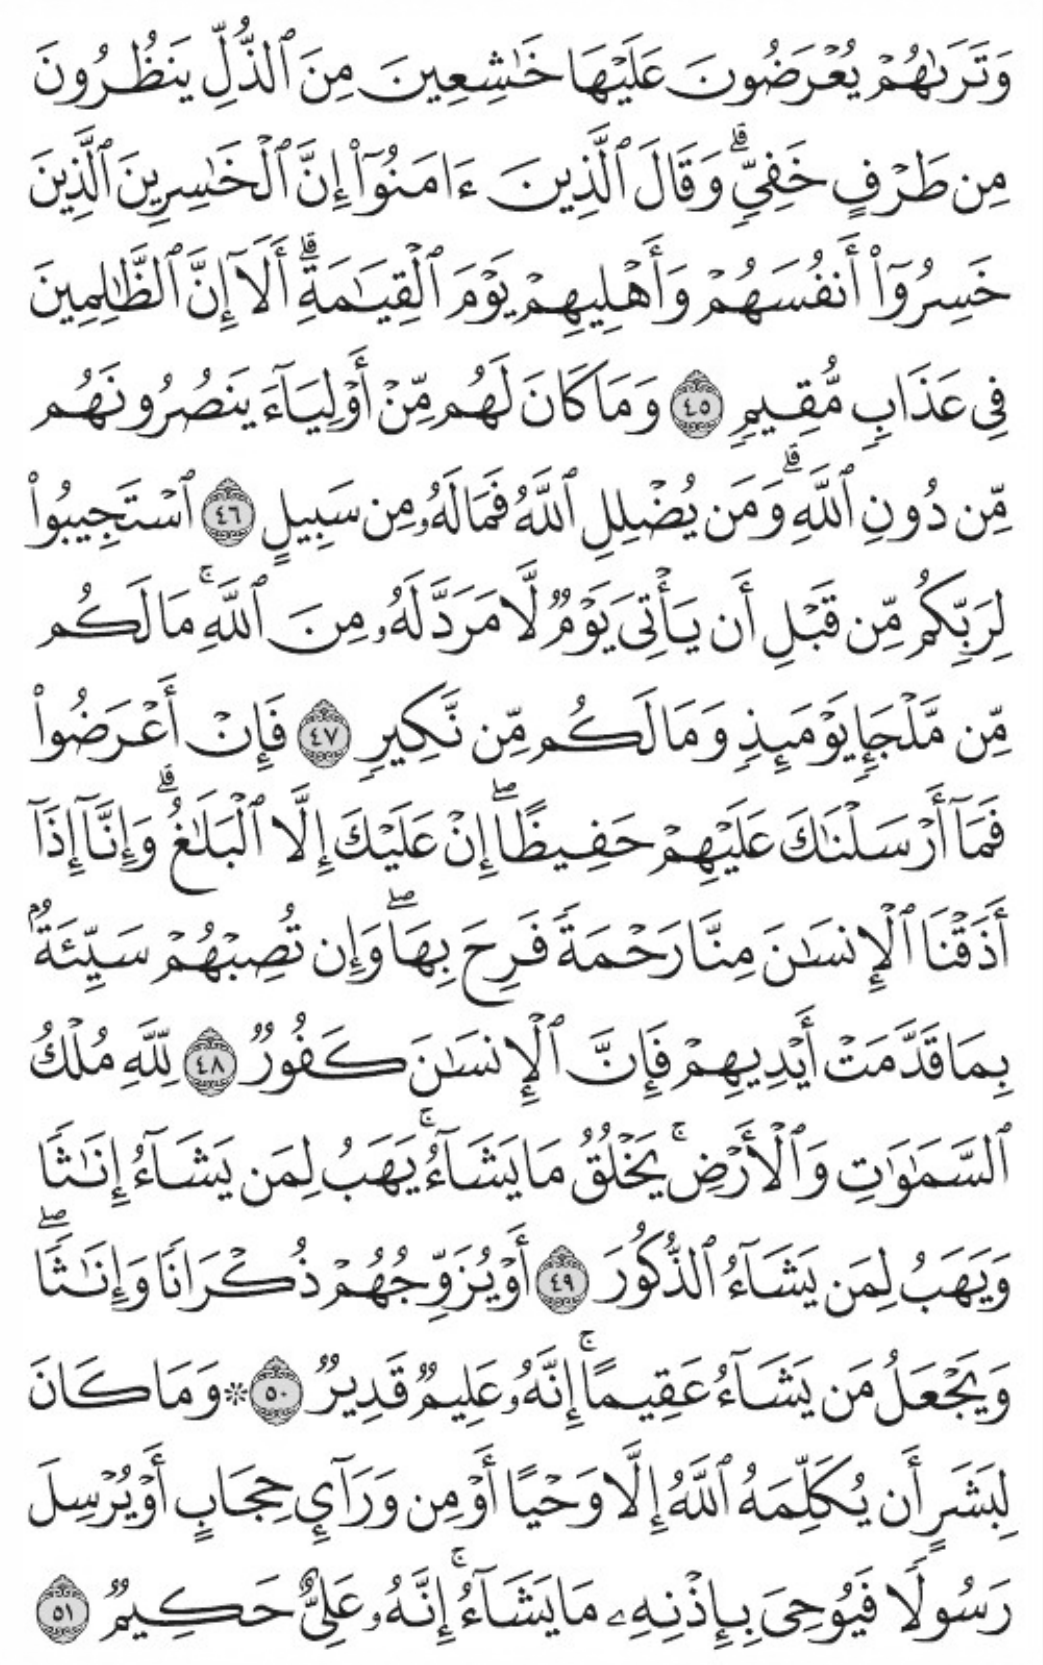 وَتَرَىٰهُمۡ يُعۡرَضُونَ عَلَيۡهَا خَٰشِعِينَ مِنَ ٱلذُّلِّ يَنظُرُونَ
مِن طَرۡفٍ خَفِيّٖۗ وَقَالَ ٱلَّذِينَ ءَامَنُوٓاْ إِنَّ ٱلۡخَٰسِرِينَ ٱلَّذِينَ
خَسِرُوٓاْ أَنفُسَهُمۡ وَأَهۡلِيهِمۡ يَوۡمَ ٱلۡقِيَٰمَةِۗ أَلَآ إِنَّ ٱلظَّٰلِمِينَ
فِي عَذَابٖ مُّقِيمٖ ٤٥ وَمَا كَانَ لَهُم مِّنۡ أَوۡلِيَآءَ يَنصُرُونَهُم
مِّن دُونِ ٱللَّهِۗ وَمَن يُضۡلِلِ ٱللَّهُ فَمَا لَهُۥ مِن سَبِيلٍ ٤٦ ٱسۡتَجِيبُواْ
لِرَبِّكُم مِّن قَبۡلِ أَن يَأۡتِيَ يَوۡمٞ لَّا مَرَدَّ لَهُۥ مِنَ ٱللَّهِۚ مَا لَكُم
مِّن مَّلۡجَإٖ يَوۡمَئِذٖ وَمَا لَكُم مِّن نَّكِيرٖ ٤٧ فَإِنۡ أَعۡرَضُواْ
فَمَآ أَرۡسَلۡنَٰكَ عَلَيۡهِمۡ حَفِيظًاۖ إِنۡ عَلَيۡكَ إِلَّا ٱلۡبَلَٰغُۗ وَإِنَّآ إِذَآ
أَذَقۡنَا ٱلۡإِنسَٰنَ مِنَّا رَحۡمَةٗ فَرِحَ بِهَاۖ وَإِن تُصِبۡهُمۡ سَيِّئَةُۢ
بِمَا قَدَّمَتۡ أَيۡدِيهِمۡ فَإِنَّ ٱلۡإِنسَٰنَ كَفُورٞ ٤٨ لِّلَّهِ مُلۡكُ
ٱلسَّمَٰوَٰتِ وَٱلۡأَرۡضِۚ يَخۡلُقُ مَا يَشَآءُۚ يَهَبُ لِمَن يَشَآءُ إِنَٰثٗا
وَيَهَبُ لِمَن يَشَآءُ ٱلذُّكُورَ ٤٩ أَوۡ يُزَوِّجُهُمۡ ذُكۡرَانٗا وَإِنَٰثٗاۖ
وَيَجۡعَلُ مَن يَشَآءُ عَقِيمًاۚ إِنَّهُۥ عَلِيمٞ قَدِيرٞ ٥٠ ۞ وَمَا كَانَ
لِبَشَرٍ أَن يُكَلِّمَهُ ٱللَّهُ إِلَّا وَحۡيًا أَوۡ مِن وَرَآيِٕ حِجَابٍ أَوۡ يُرۡسِلَ
رَسُولٗا فَيُوحِيَ بِإِذۡنِهِۦ مَا يَشَآءُۚ إِنَّهُۥ عَلِيٌّ حَكِيمٞ ٥١